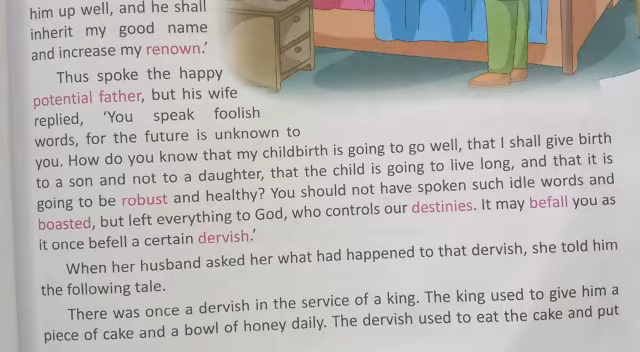 him up well, and he shall
inherit my good name
and increase my renown.’
Thus spoke the happy
potential father, but his wife
replied, ‘You speak foolish
words, for the future is unknown to
you. How do you know that my childbirth is going to go well, that I shall give birth
to a son and not to a daughter, that the child is going to live long, and that it is
going to be robust and healthy? You should not have spoken such idle words and
boasted, but left everything to God, who controls our destinies. It may befall you as
it once befell a certain dervish.’
When her husband asked her what had happened to that dervish, she told him
the following tale.
There was once a dervish in the service of a king. The king used to give him a
piece of cake and a bowl of honey daily. The dervish used to eat the cake and put